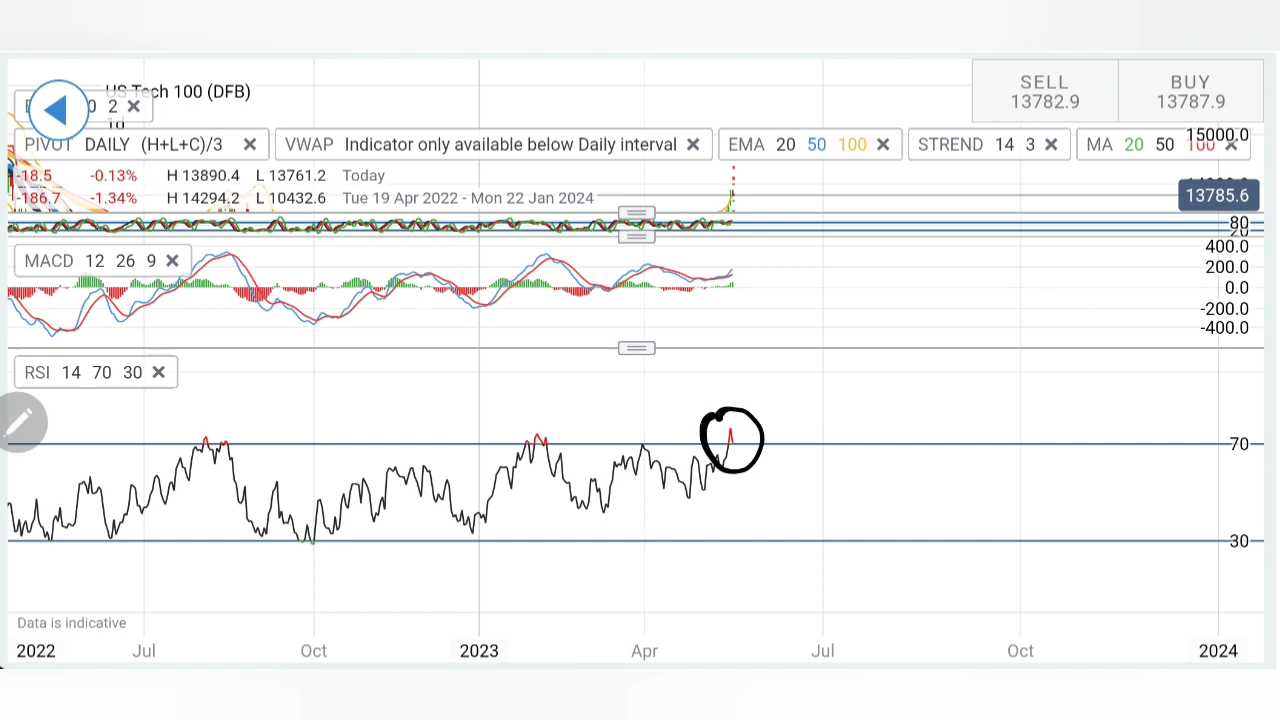 US Tech 100 (DFB)
0 2
1d
SELL
13782.9
BUY
13787.9
PIVOT DAILY (H+L+C)/3
VWAP Indicator only available below Daily interval
EMA 20 50 100
STREND 14 3
MA 20 50 100
15000.0
-18.5 -0.13% H 13890.4 L 13761.2 Today
-186.7 -1.34% H 14294.2 L 10432.6 Tue 19 Apr 2022 - Mon 22 Jan 2024
13785.6
80
20
MACD 12 26 9
400.0
200.0
0.0
-200.0
-400.0
RSI 14 70 30
70
30
Data is indicative
2022 Jul Oct 2023 Apr Jul Oct 2024